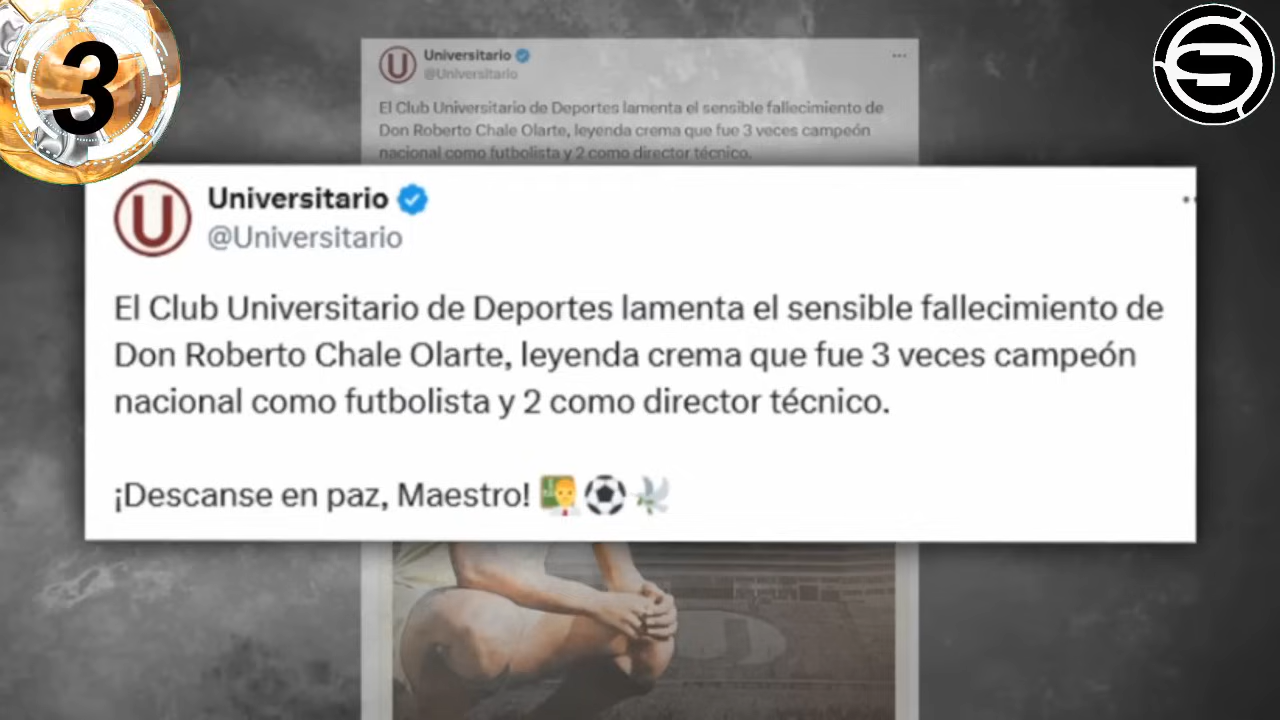 3
Universitario
@Universitario
El Club Universitario de Deportes lamenta el sensible fallecimiento de
Don Roberto Chale Olarte, leyenda crema que fue 3 veces campeón
nacional como futbolista y 2 como director técnico.
U
Universitario
@Universitario
El Club Universitario de Deportes lamenta el sensible fallecimiento de
Don Roberto Chale Olarte, leyenda crema que fue 3 veces campeón
nacional como futbolista y 2 como director técnico.
¡Descanse en paz, Maestro! 👨‍🏫⚽🕊